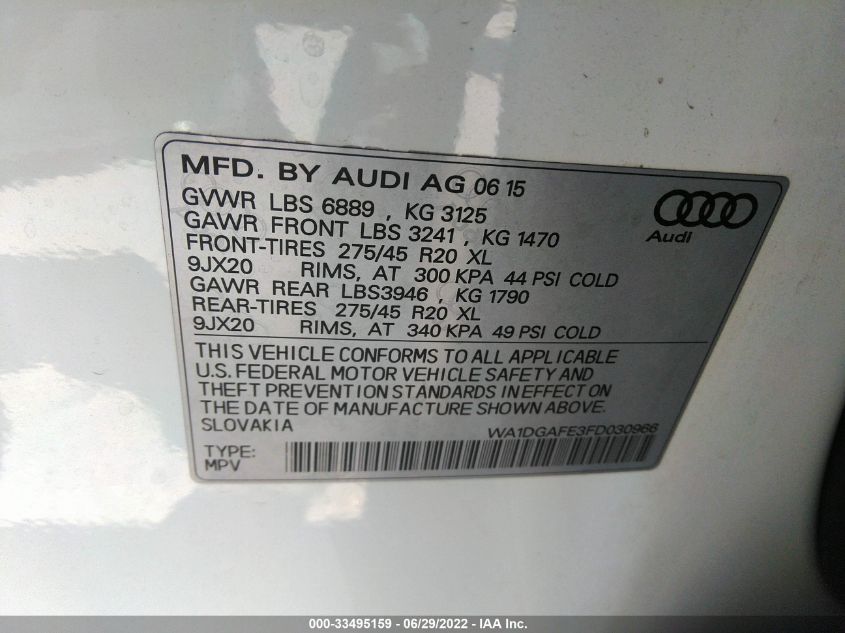 MFD. BY AUDI AG 06 15
GVWR LBS 6889 , KG 3125
GAWR FRONT LBS 3241 , KG 1470
FRONT-TIRES 275/45 R20 XL
9JX20 RIMS, AT 300 KPA 44 PSI COLD
GAWR REAR LBS3946 , KG 1790
REAR-TIRES 275/45 R20 XL
9JX20 RIMS, AT 340 KPA 49 PSI COLD
Audi
THIS VEHICLE CONFORMS TO ALL APPLICABLE
U.S. FEDERAL MOTOR VEHICLE SAFETY AND
THEFT PREVENTION STANDARDS IN EFFECT ON
THE DATE OF MANUFACTURE SHOWN ABOVE.
SLOVAKIA
WA1DGAFE3FD030966
TYPE:
MPV
000-33495159 - 06/29/2022 - IAA Inc.